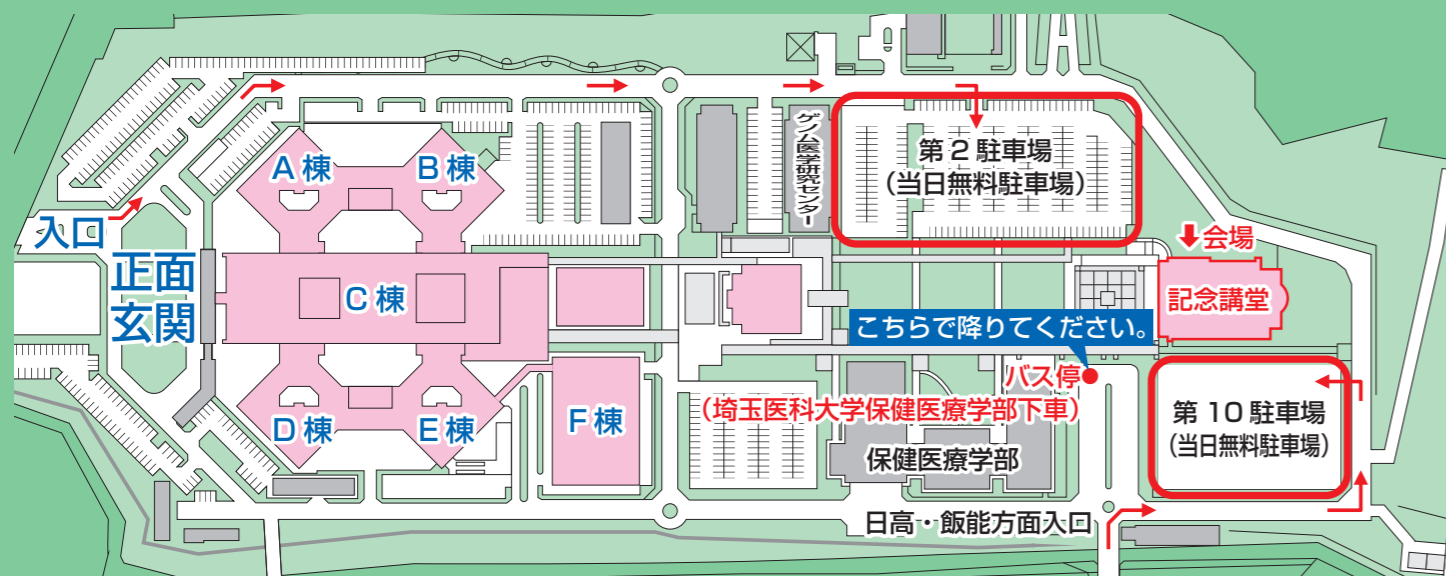 A棟
B棟
ゲノム医学研究センター
第2駐車場
(当日無料駐車場)
入口
正面
玄関
C棟
会場
記念講堂
こちらで降りてください。
バス停
(埼玉医科大学保健医療学部下車)
D棟
E棟
F棟
保健医療学部
第10駐車場
(当日無料駐車場)
日高・飯能方面入口